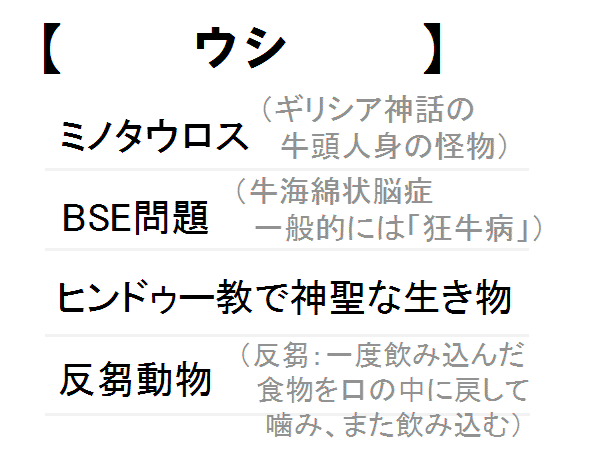 【 ウシ 】
ミノタウロス（ギリシア神話の
牛頭人身の怪物）
BSE問題（牛海綿状脳症
一般的には「狂牛病」）
ヒンドゥー教で神聖な生き物
反芻動物（反芻：一度飲み込んだ
食物を口の中に戻して
噛み、また飲み込む）